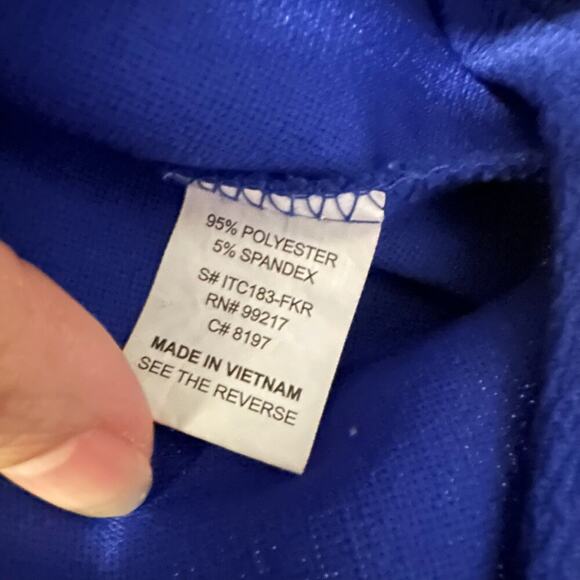 95% POLYESTER
5% SPANDEX
S# ITC183-FKR
RN# 99217
C# 8197
MADE IN VIETNAM
SEE THE REVERSE